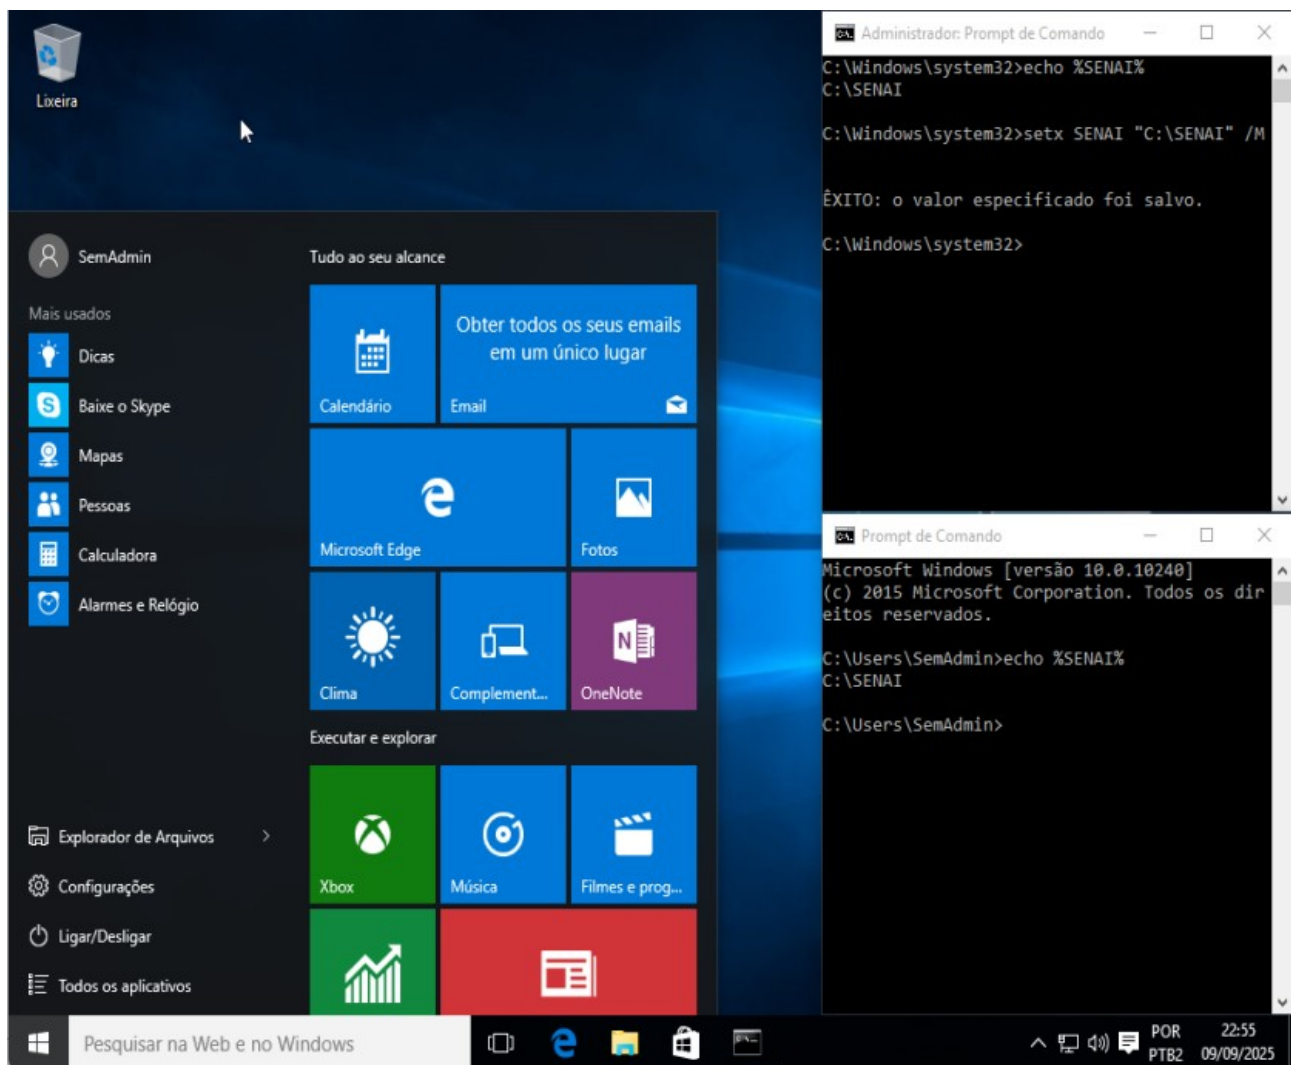 Lixeira
SemAdmin
Mais usados
Dicas
Baixe o Skype
Mapas
Pessoas
Calculadora
Alarmes e Relógio
Explorador de Arquivos
Configurações
Ligar/Desligar
Todos os aplicativos
Tudo ao seu alcance
Calendário
Obter todos os seus emails
em um único lugar
Email
Microsoft Edge
Fotos
Clima
Complement...
OneNote
Executar e explorar
Xbox
Música
Filmes e prog...
Administrador: Prompt de Comando
C:\Windows\system32>echo %SENAI%
C:\SENAI
C:\Windows\system32>setx SENAI "C:\SENAI" /M
ÊXITO: o valor especificado foi salvo.
C:\Windows\system32>
Prompt de Comando
Microsoft Windows [versão 10.0.10240]
(c) 2015 Microsoft Corporation. Todos os dir
eitos reservados.
C:\Users\SemAdmin>echo %SENAI%
C:\SENAI
C:\Users\SemAdmin>
Pesquisar na Web e no Windows
POR
PTB2
22:55
09/09/2025